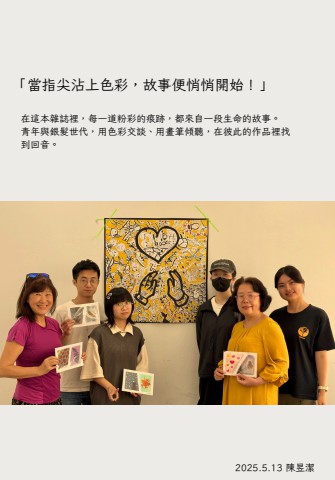 「當指尖沾上色彩，故事便悄悄開始！」
在這本雜誌裡，每一道粉彩的痕跡，都來自一段生命的故事。
青年與銀髮世代，用色彩交談、用畫筆傾聽，在彼此的作品裡找
到回音。
2025.5.13 陳昱潔